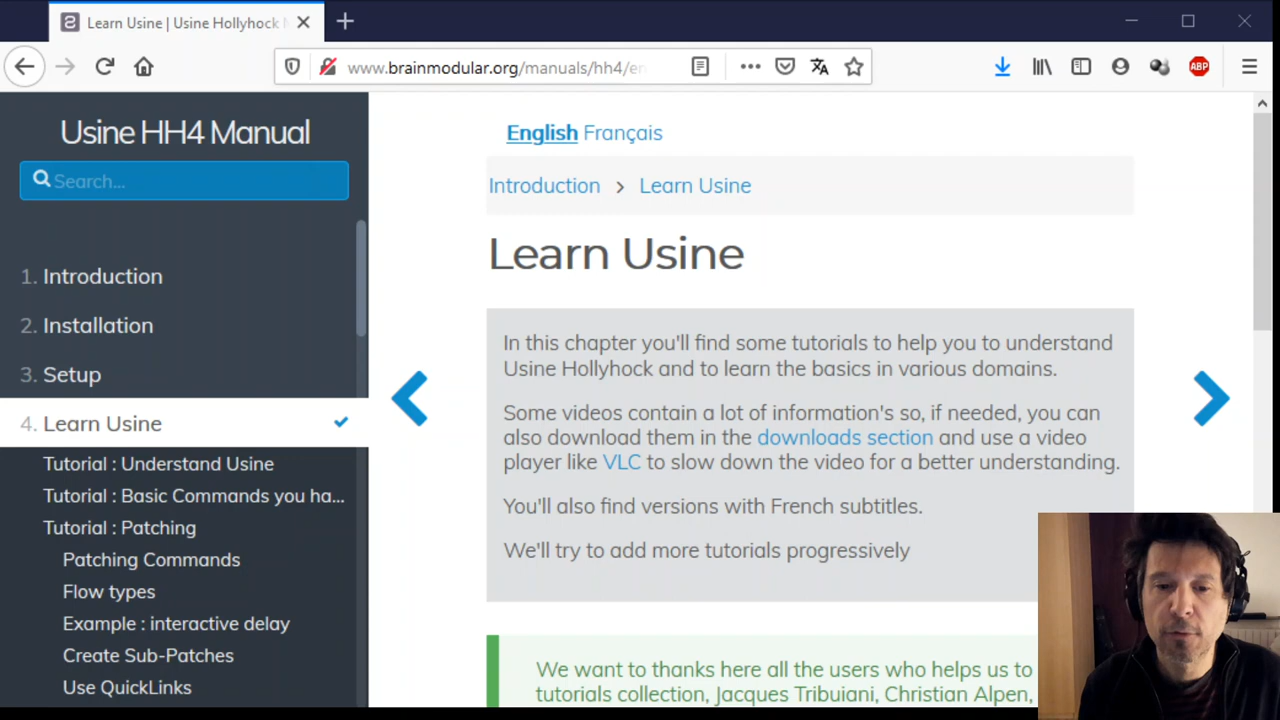 Learn Usine | Usine Hollyhock
www.brainmodular.org/manuals/hh4/en
ABP
Usine HH4 Manual
Search...
1. Introduction
2. Installation
3. Setup
4. Learn Usine
Tutorial : Understand Usine
Tutorial : Basic Commands you ha...
Tutorial : Patching
Patching Commands
Flow types
Example : interactive delay
Create Sub-Patches
Use QuickLinks
English Français
Introduction > Learn Usine
Learn Usine
In this chapter you'll find some tutorials to help you to understand
Usine Hollyhock and to learn the basics in various domains.
Some videos contain a lot of information's so, if needed, you can
also download them in the downloads section and use a video
player like VLC to slow down the video for a better understanding.
You'll also find versions with French subtitles.
We'll try to add more tutorials progressively
We want to thanks here all the users who helps us to
tutorials collection, Jacques Tribuiani, Christian Alpen,